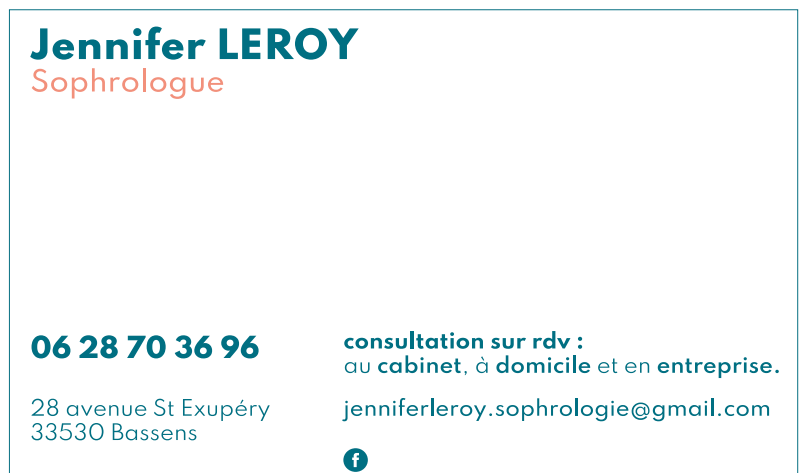 Jennifer LEROY
Sophrologue
06 28 70 36 96
28 avenue St Exupéry
33530 Bassens
consultation sur rdv :
au cabinet, à domicile et en entreprise.
jenniferleroy.sophrologie@gmail.com